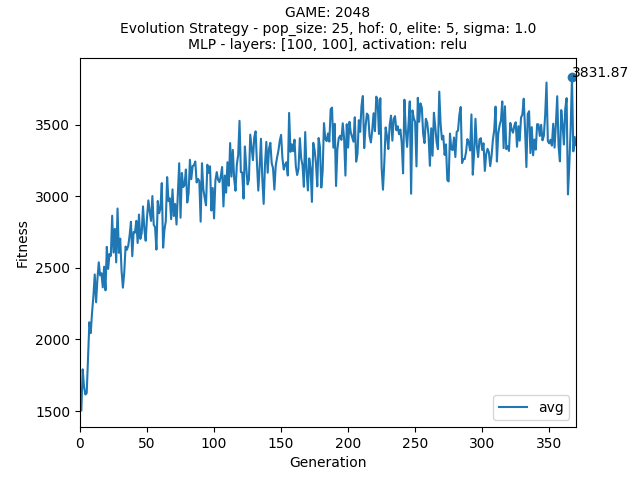 GAME: 2048
Evolution Strategy - pop_size: 25, hof: 0, elite: 5, sigma: 1.0
MLP - layers: [100, 100], activation: relu
3831.87
3500
3000
2500
2000
1500
Fitness
avg
0 50 100 150 200 250 300 350
Generation